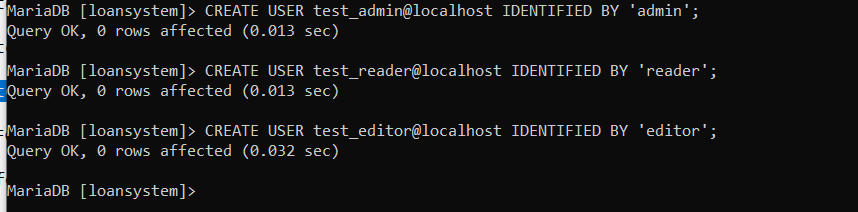 MariaDB [loansystem]> CREATE USER test_admin@localhost IDENTIFIED BY 'admin';
Query OK, 0 rows affected (0.013 sec)
MariaDB [loansystem]> CREATE USER test_reader@localhost IDENTIFIED BY 'reader';
Query OK, 0 rows affected (0.013 sec)
MariaDB [loansystem]> CREATE USER test_editor@localhost IDENTIFIED BY 'editor';
Query OK, 0 rows affected (0.032 sec)
MariaDB [loansystem]>